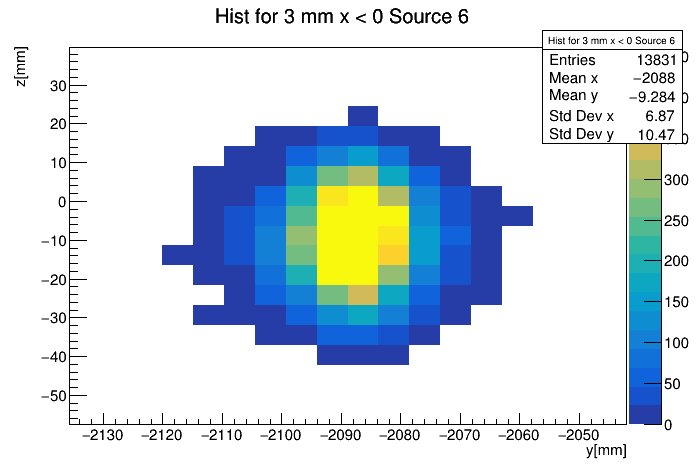 Hist for 3 mm x < 0 Source 6
z[mm]
Hist for 3 mm x < 0 Source 6
Entries 13831
Mean x −2088
Mean y −9.284
Std Dev x 6.87
Std Dev y 10.47
30
20
10
0
−10
−20
−30
−40
−50
300
250
200
150
100
50
0
−2130 −2120 −2110 −2100 −2090 −2080 −2070 −2060 −2050
y[mm]